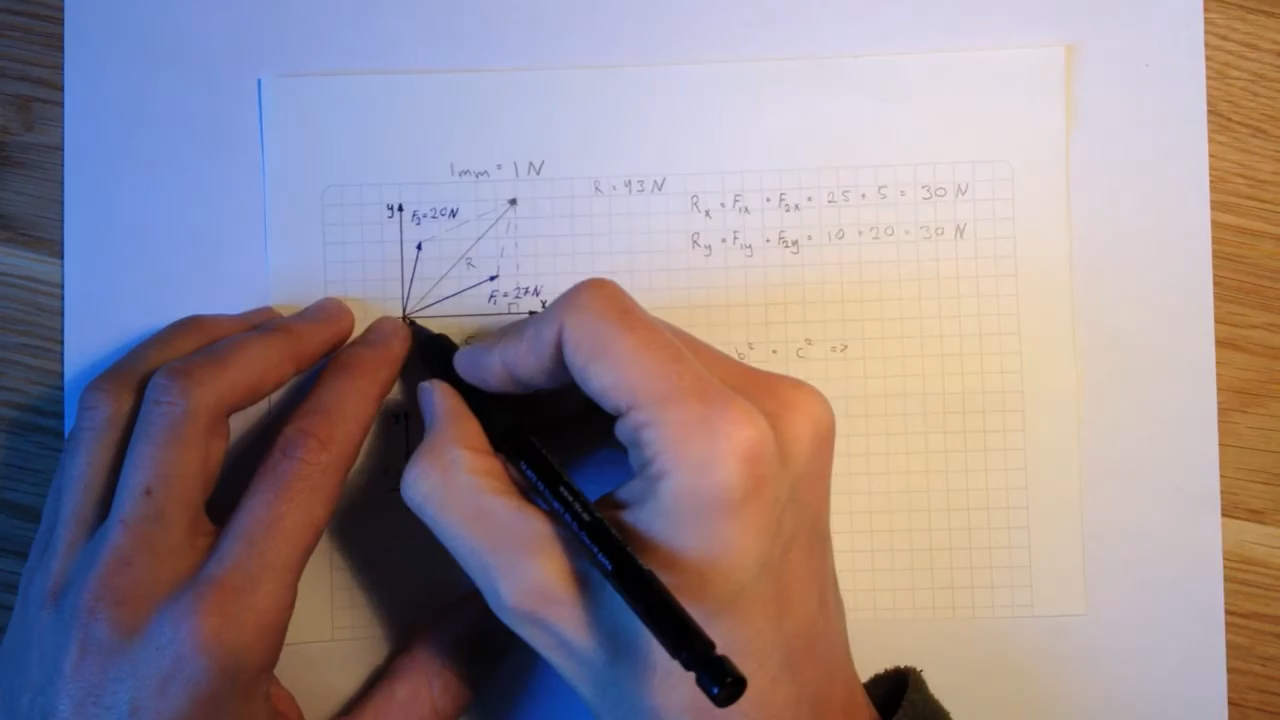 1mm = 1N
R = 43N
Rx = F1x + F2x = 25 + 5 = 30 N
y
F2=20N
Ry = F1y + F2y = 10 + 20 = 30 N
R
F1=27N
x
b² = c² =>
y